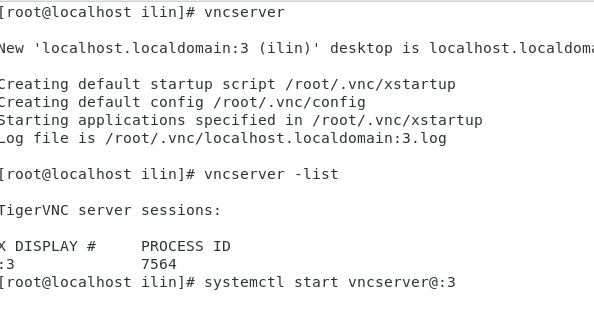 [root@localhost ilin]# vncserver
New 'localhost.localdomain:3 (ilin)' desktop is localhost.localdoma
Creating default startup script /root/.vnc/xstartup
Creating default config /root/.vnc/config
Starting applications specified in /root/.vnc/xstartup
Log file is /root/.vnc/localhost.localdomain:3.log
[root@localhost ilin]# vncserver -list
TigerVNC server sessions:
X DISPLAY # PROCESS ID
:3 7564
[root@localhost ilin]# systemctl start vncserver@:3